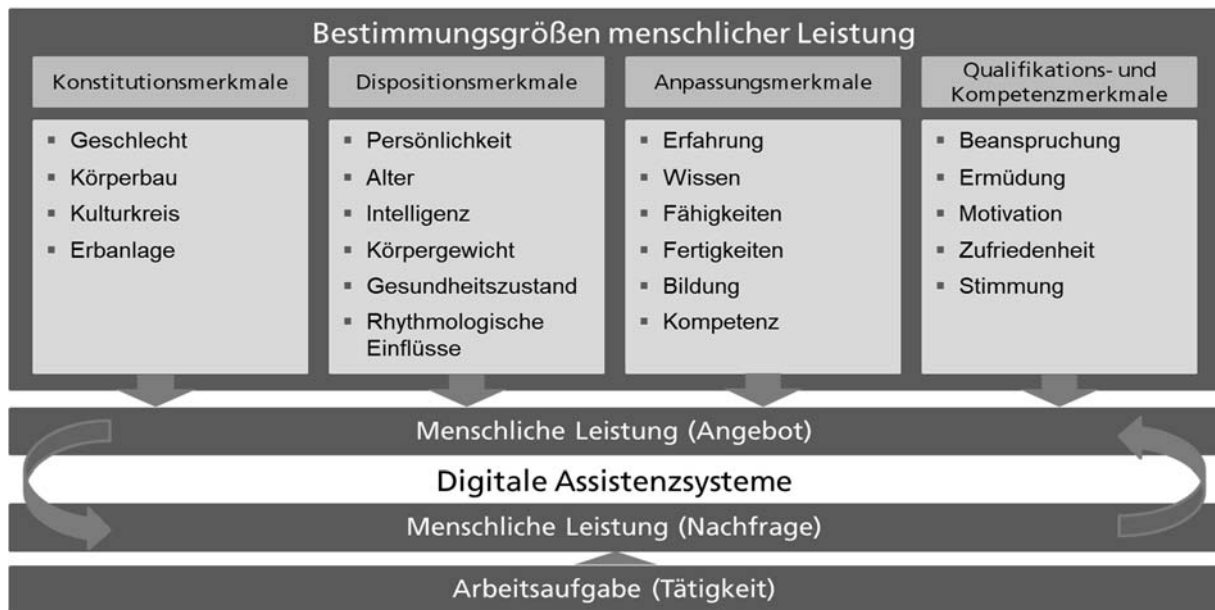 Bestimmungsgrößen menschlicher Leistung
Konstitutionsmerkmale
Geschlecht
Körperbau
Kulturkreis
Erbanlage
Dispositionsmerkmale
Persönlichkeit
Alter
Intelligenz
Körpergewicht
Gesundheitszustand
Rhythmologische
Einflüsse
Anpassungsmerkmale
Erfahrung
Wissen
Fähigkeiten
Fertigkeiten
Bildung
Kompetenz
Qualifikations- und
Kompetenzmerkmale
Beanspruchung
Ermüdung
Motivation
Zufriedenheit
Stimmung
Menschliche Leistung (Angebot)
Digitale Assistenzsysteme
Menschliche Leistung (Nachfrage)
Arbeitsaufgabe (Tätigkeit)